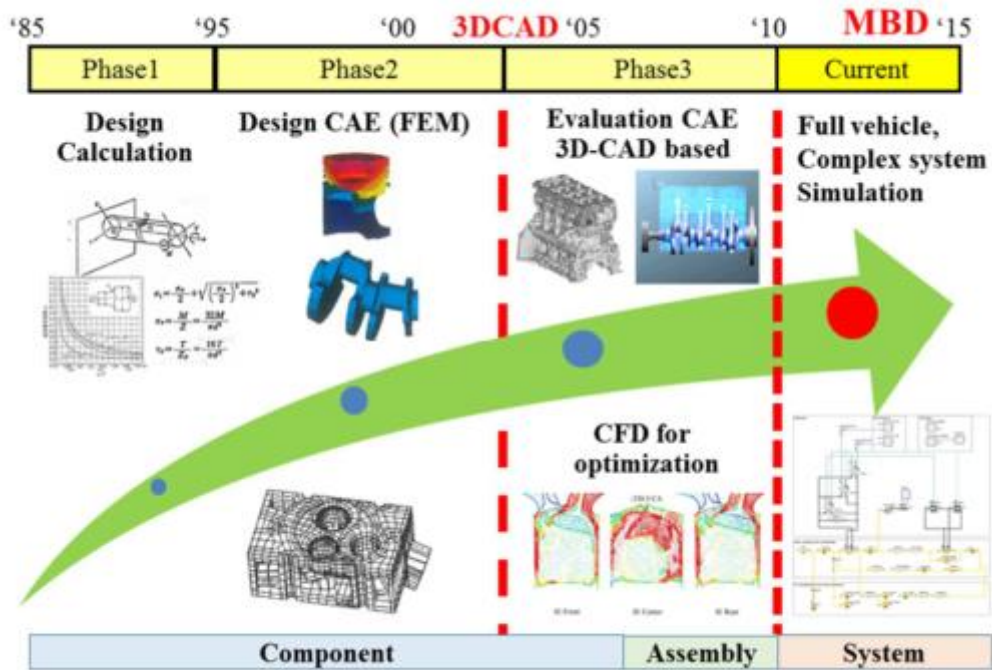 ‘85 ‘95 ‘00 3DCAD ‘05 ‘10 MBD ‘15
Phase1 Phase2 Phase3 Current
Design
Calculation
Design CAE (FEM)
Evaluation CAE
3D-CAD based
Full vehicle,
Complex system
Simulation
CFD for
optimization
Component Assembly System